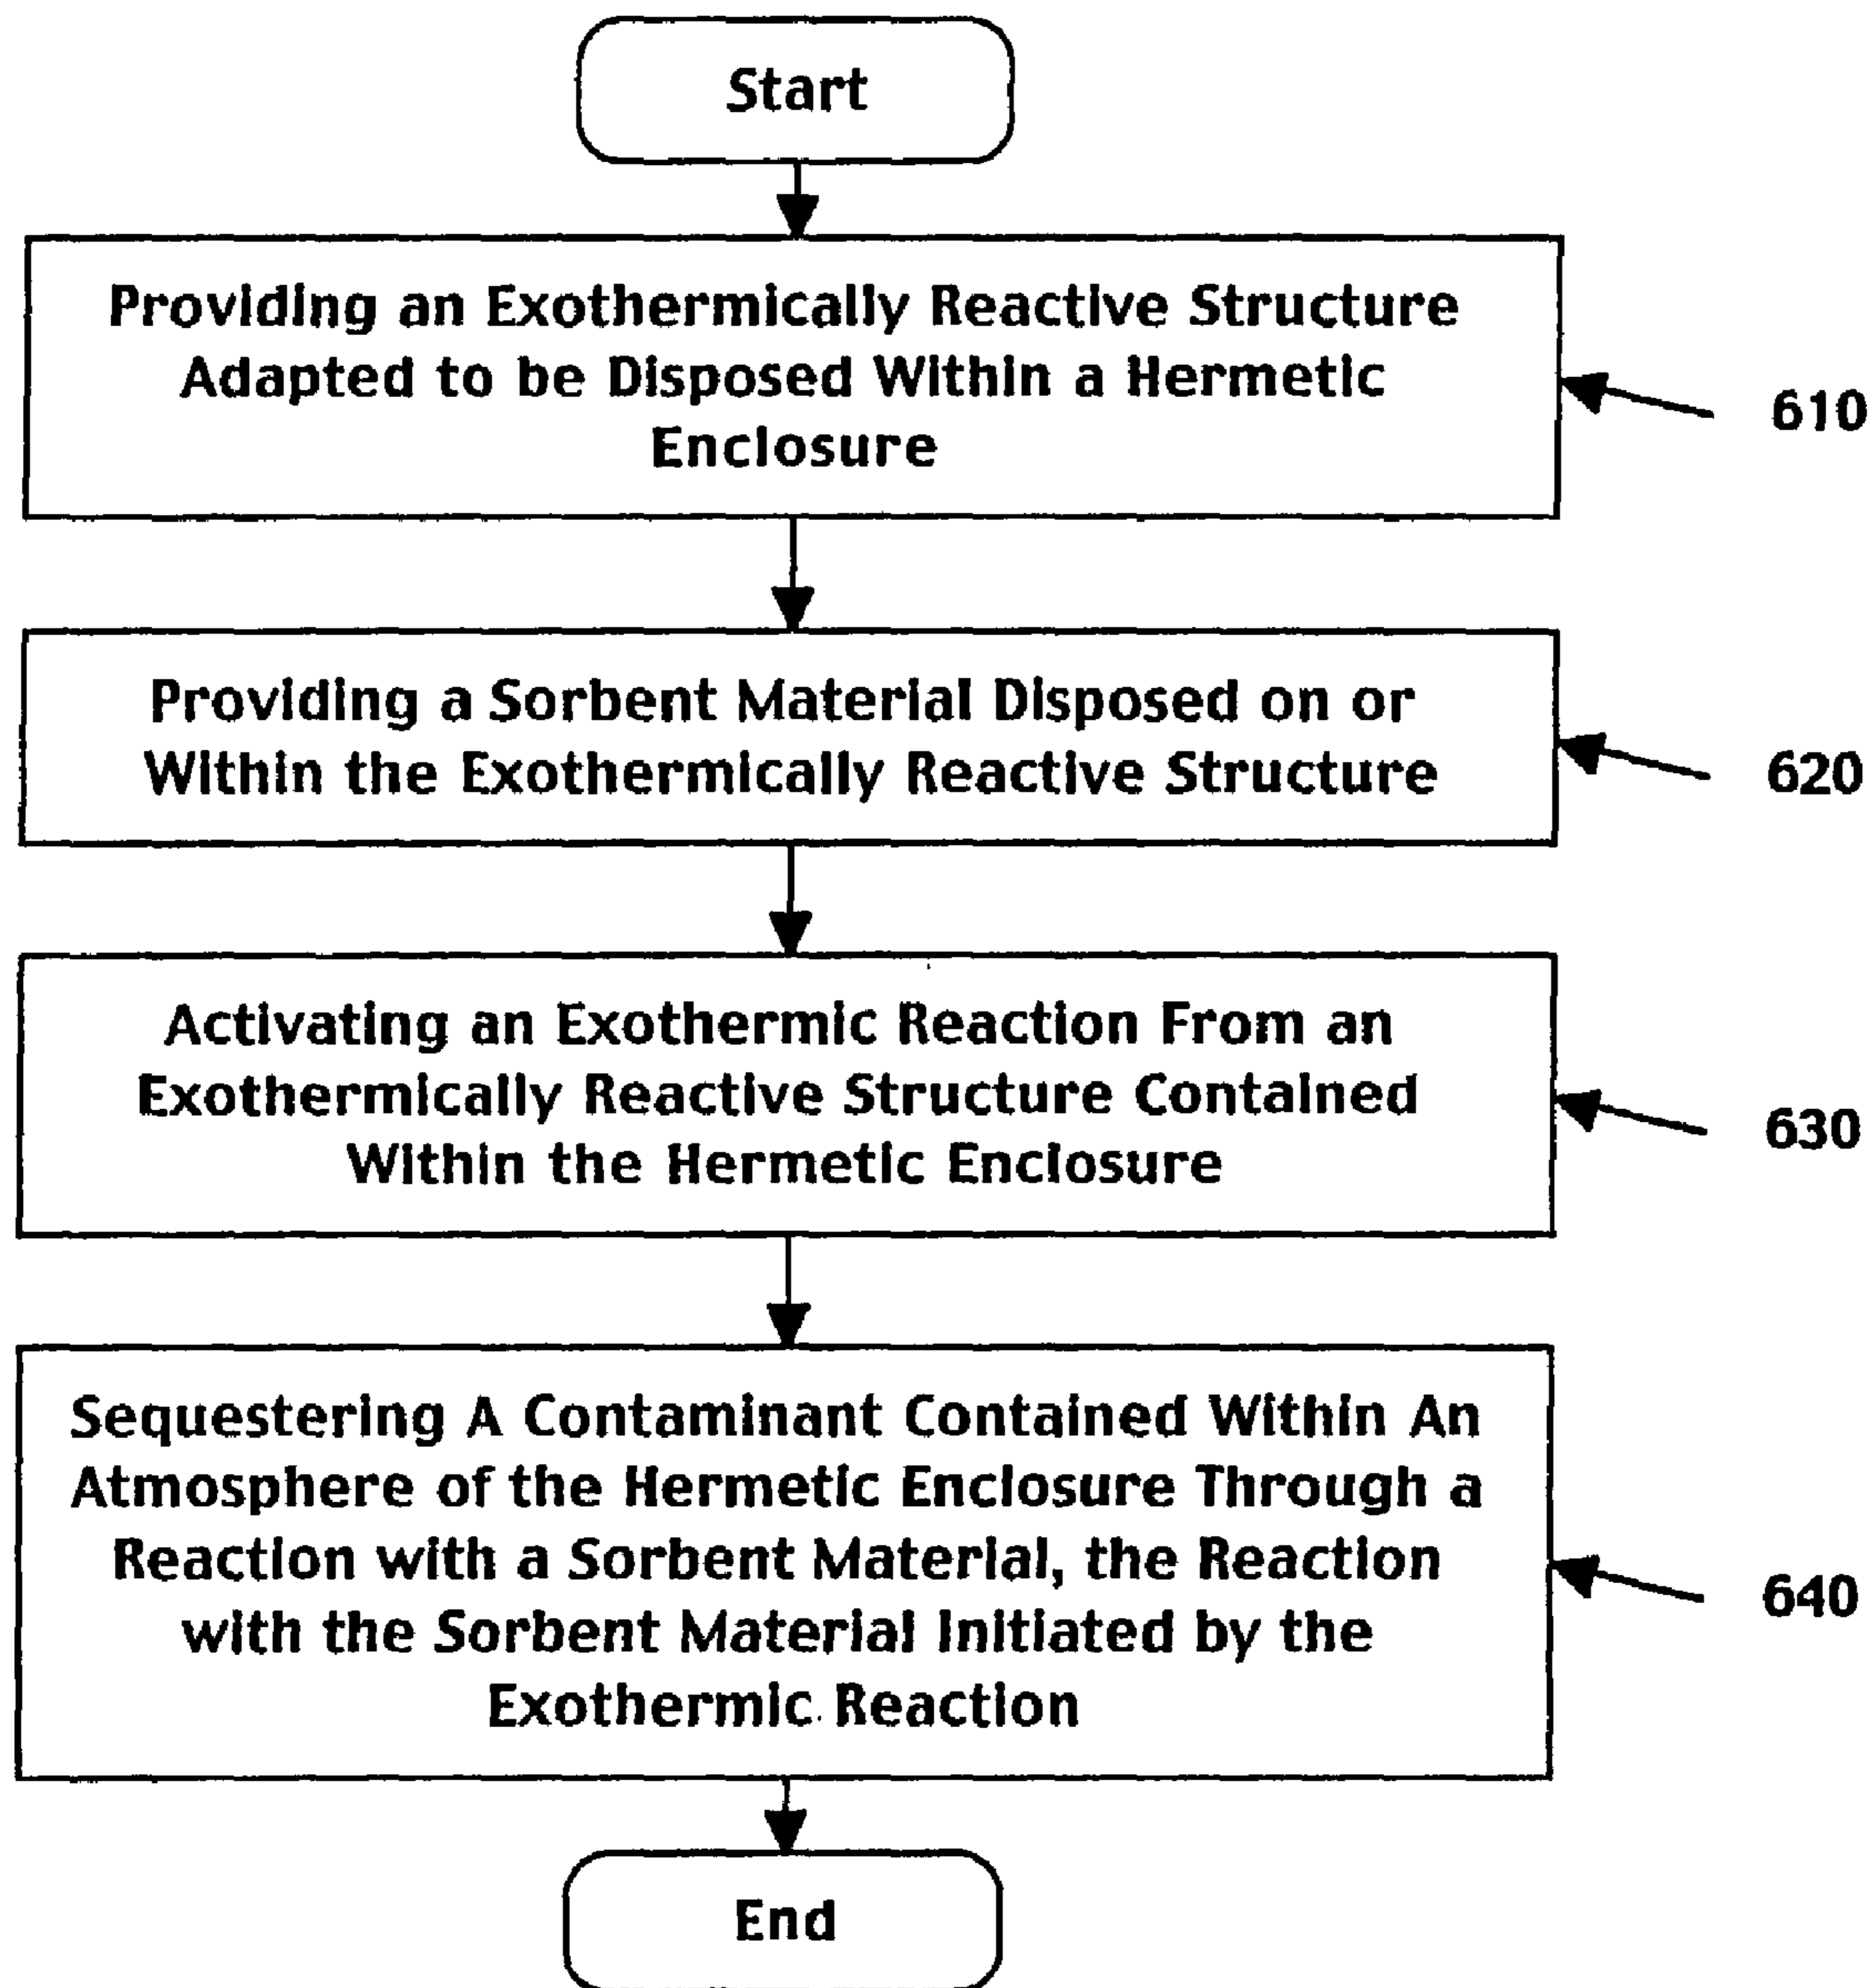 Start
Providing an Exothermically Reactive Structure
Adapted to be Disposed Within a Hermetic
Enclosure
610
Providing a Sorbent Material Disposed on or
Within the Exothermically Reactive Structure
620
Activating an Exothermic Reaction From an
Exothermically Reactive Structure Contained
Within the Hermetic Enclosure
630
Sequestering A Contaminant Contained Within An
Atmosphere of the Hermetic Enclosure Through a
Reaction with a Sorbent Material, the Reaction
with the Sorbent Material Initiated by the
Exothermic Reaction
640
End